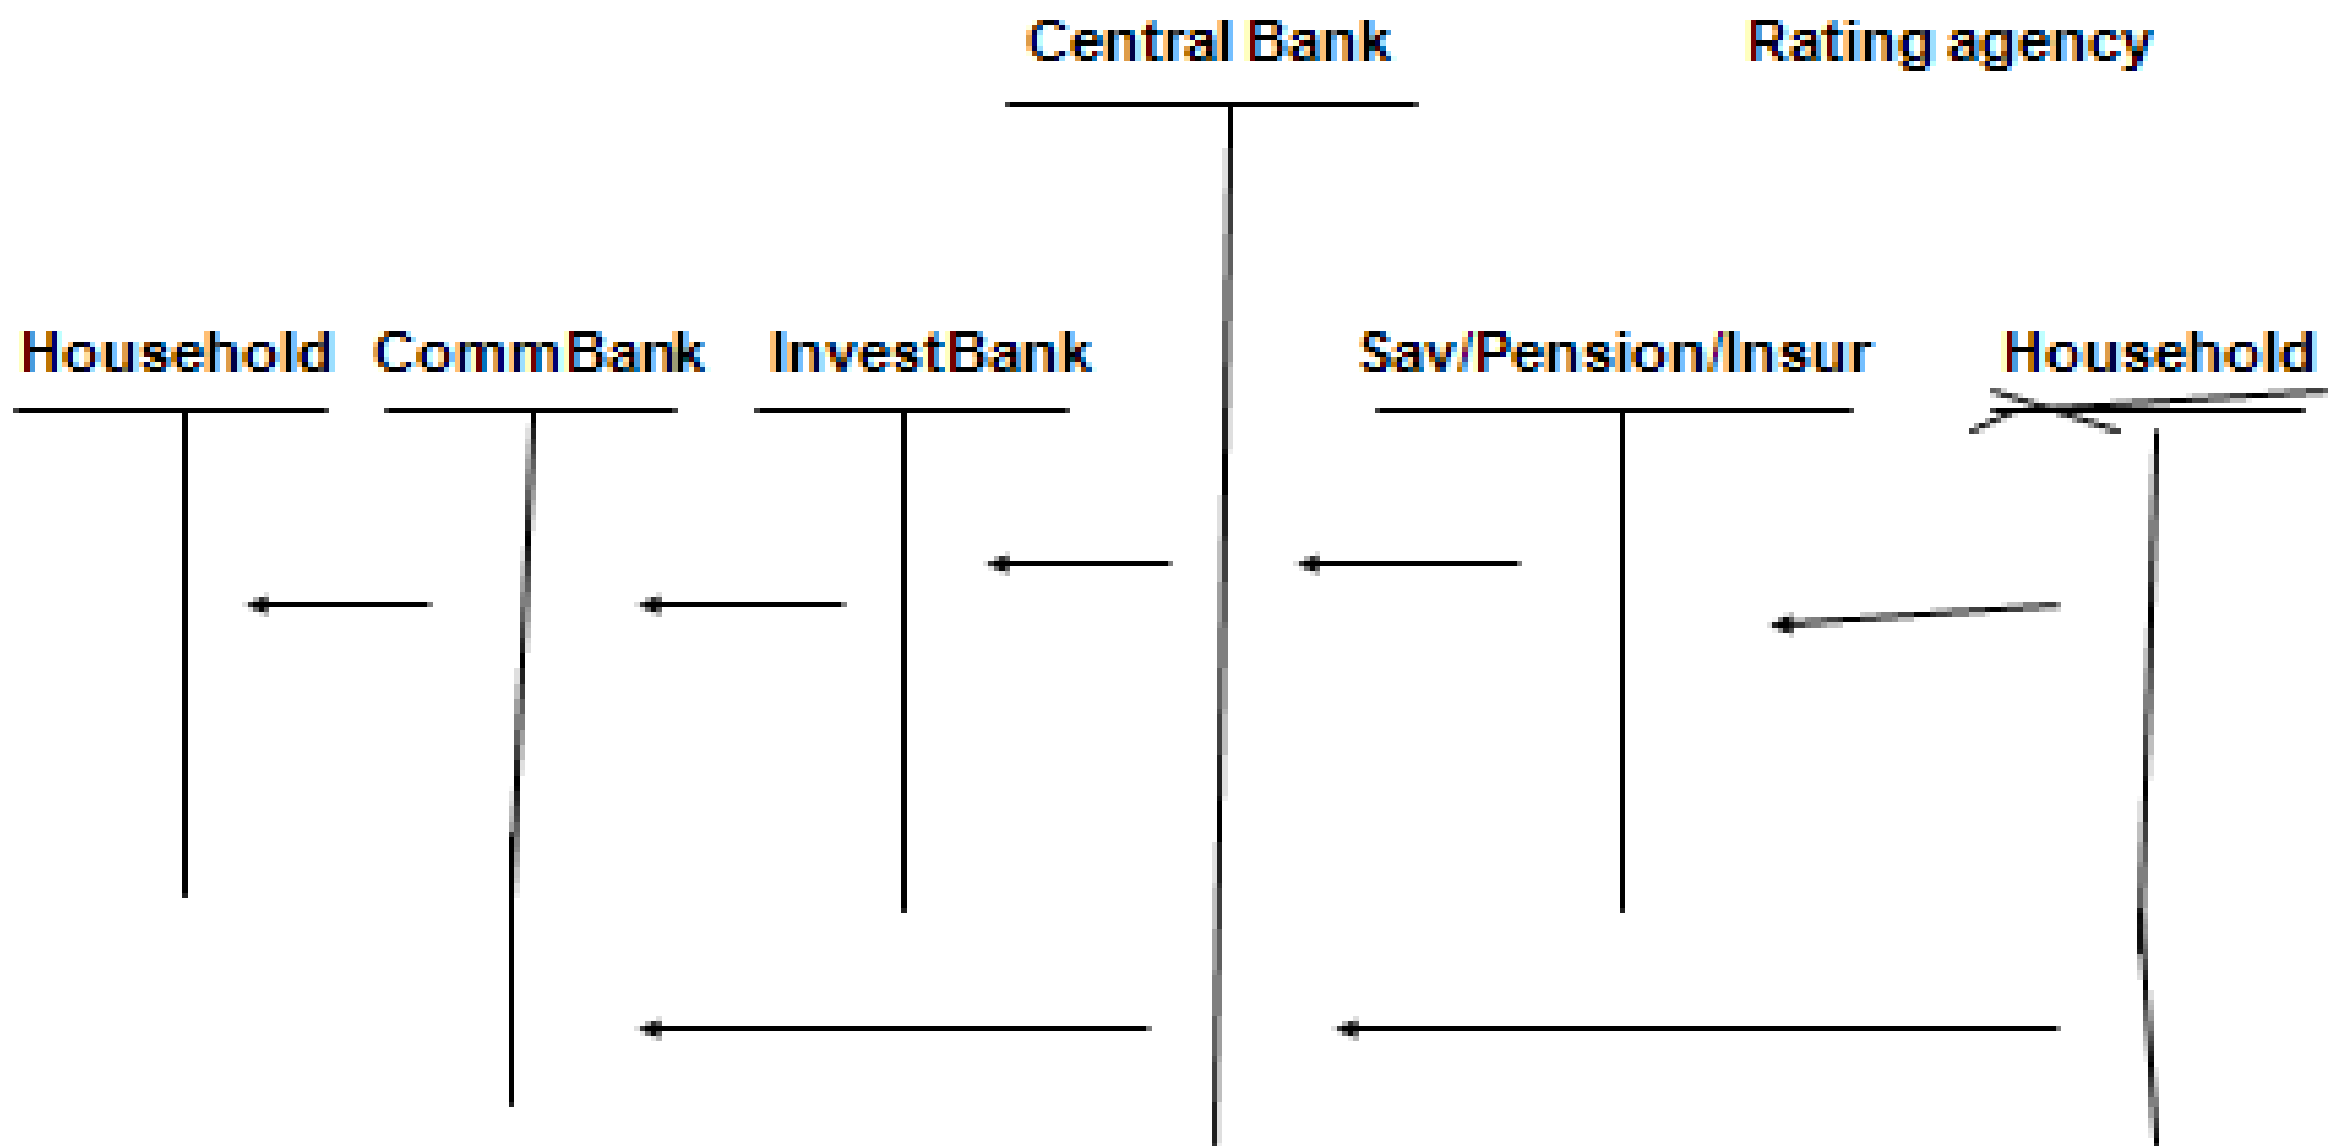 Central Bank Rating agency
Household CommBank InvestBank Sav/Pension/Insur Household